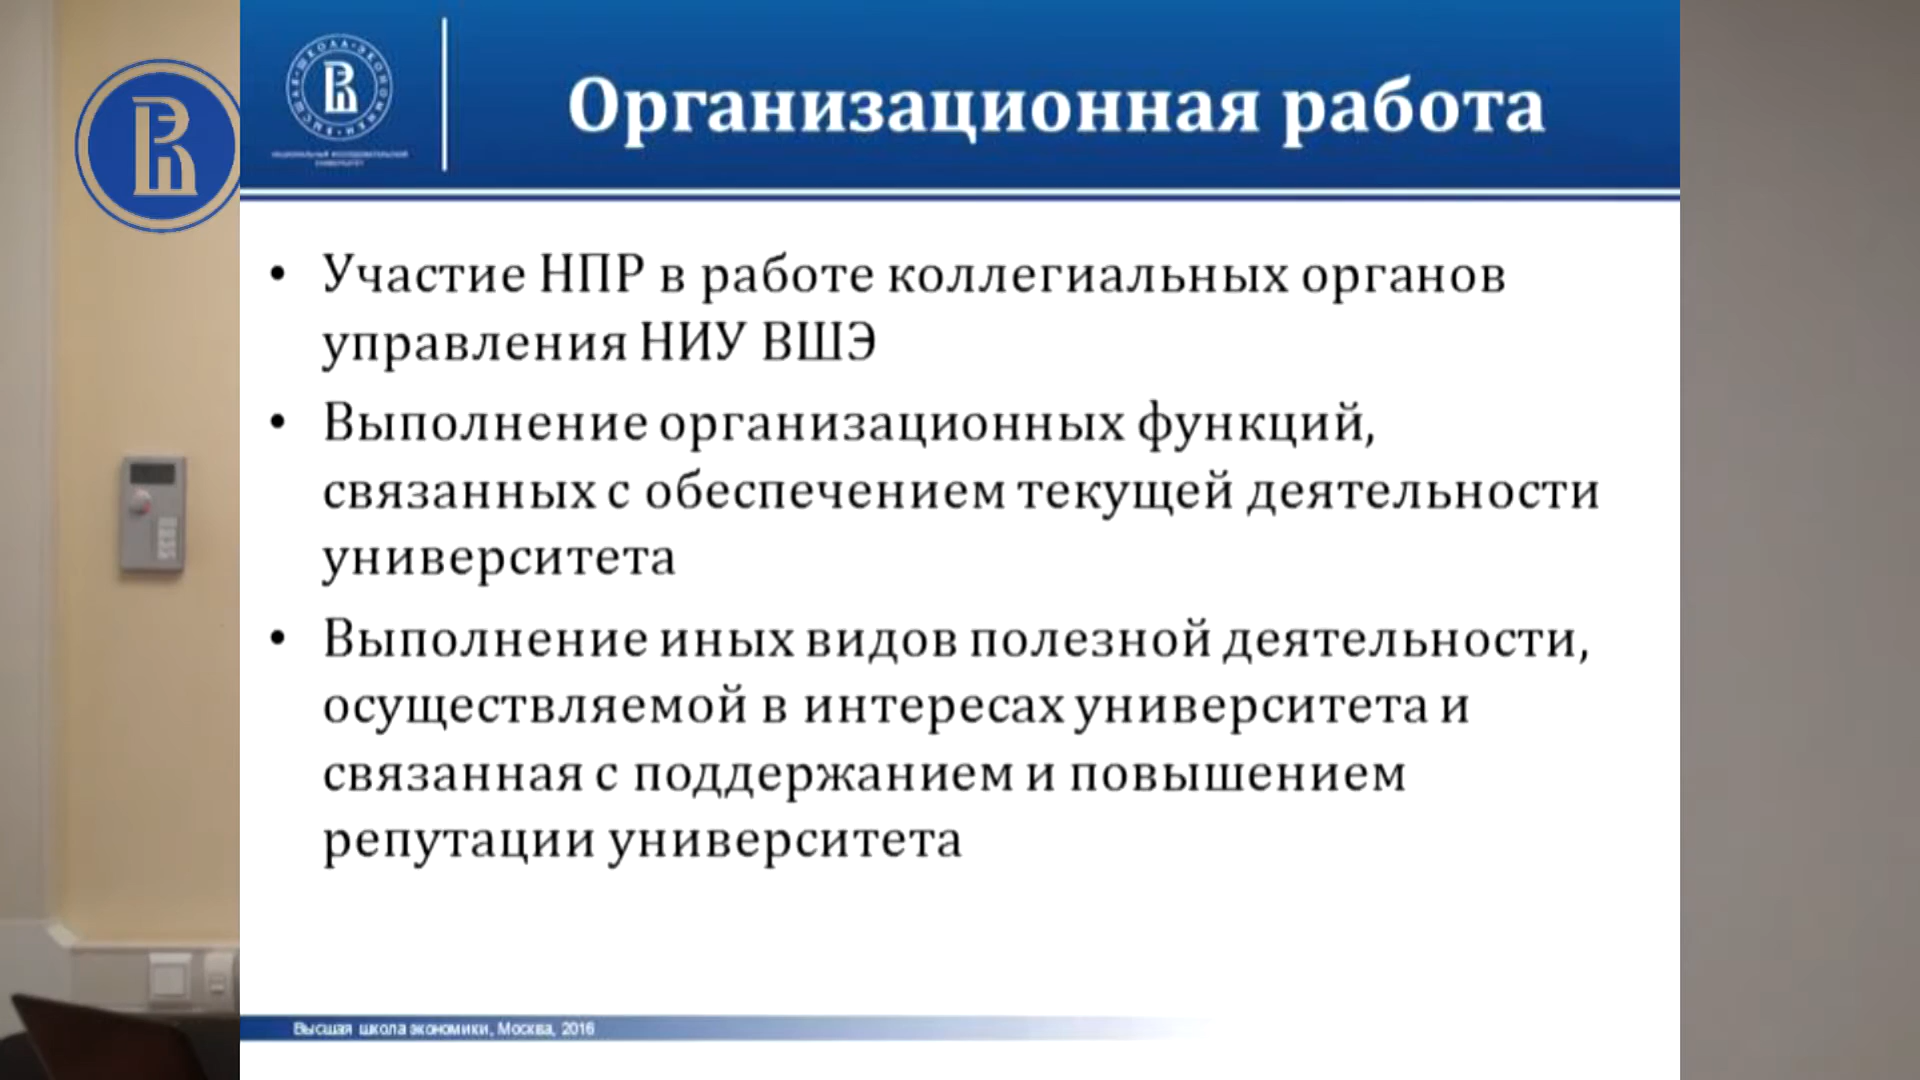 Организационная работа
• Участие НПР в работе коллегиальных органов
управления НИУ ВШЭ
• Выполнение организационных функций,
связанных с обеспечением текущей деятельности
университета
• Выполнение иных видов полезной деятельности,
осуществляемой в интересах университета и
связанная с поддержанием и повышением
репутации университета
Высшая школа экономики, Москва, 2016